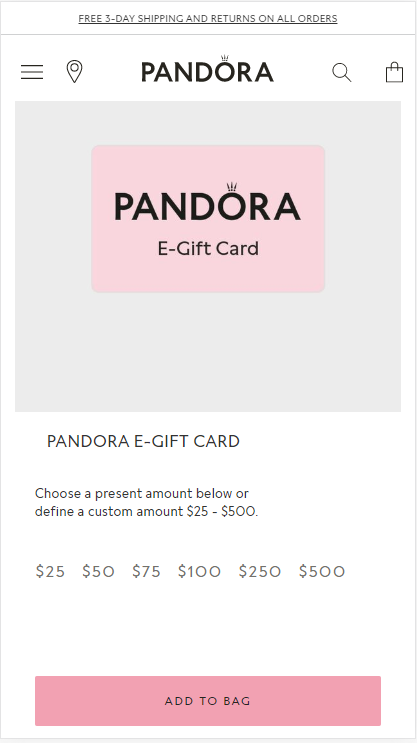 FREE 3-DAY SHIPPING AND RETURNS ON ALL ORDERS
PANDORA
PANDORA
E-Gift Card
PANDORA E-GIFT CARD
Choose a present amount below or
define a custom amount $25 - $500.
$25 $50 $75 $100 $250 $500
ADD TO BAG